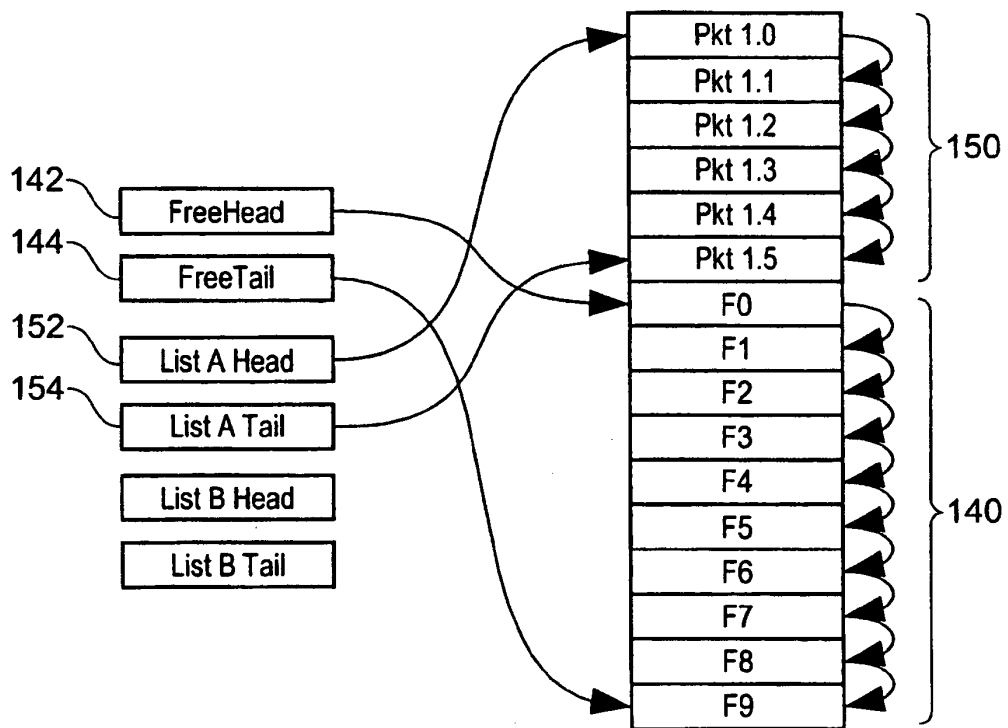 142
FreeHead
144
FreeTail
152
List A Head
154
List A Tail
List B Head
List B Tail
Pkt 1.0
Pkt 1.1
Pkt 1.2
Pkt 1.3
Pkt 1.4
Pkt 1.5
F0
F1
F2
F3
F4
F5
F6
F7
F8
F9
150
140